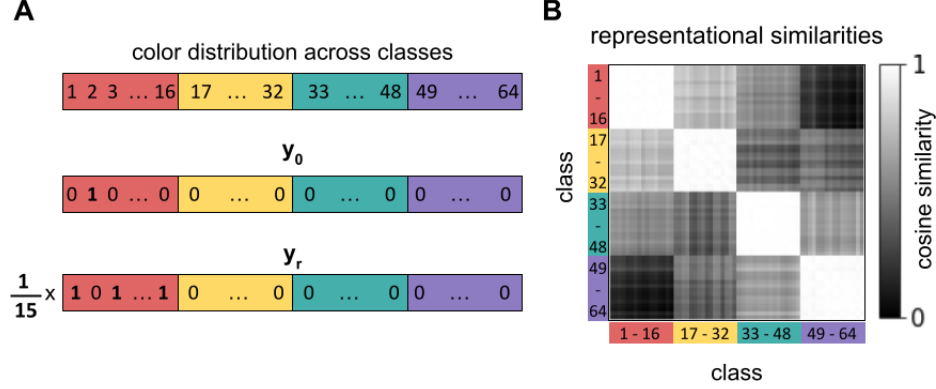 A
color distribution across classes
1 2 3 ... 16 17 ... 32 33 ... 48 49 ... 64
y0
0 1 0 ... 0 0 ... 0 0 ... 0 0 ... 0
yr
1/15 x 1 0 1 ... 1 0 ... 0 0 ... 0 0 ... 0
B
representational similarities
class
1 - 16
17 - 32
33 - 48
49 - 64
1 - 16 17 - 32 33 - 48 49 - 64
class
1
cosine similarity
0